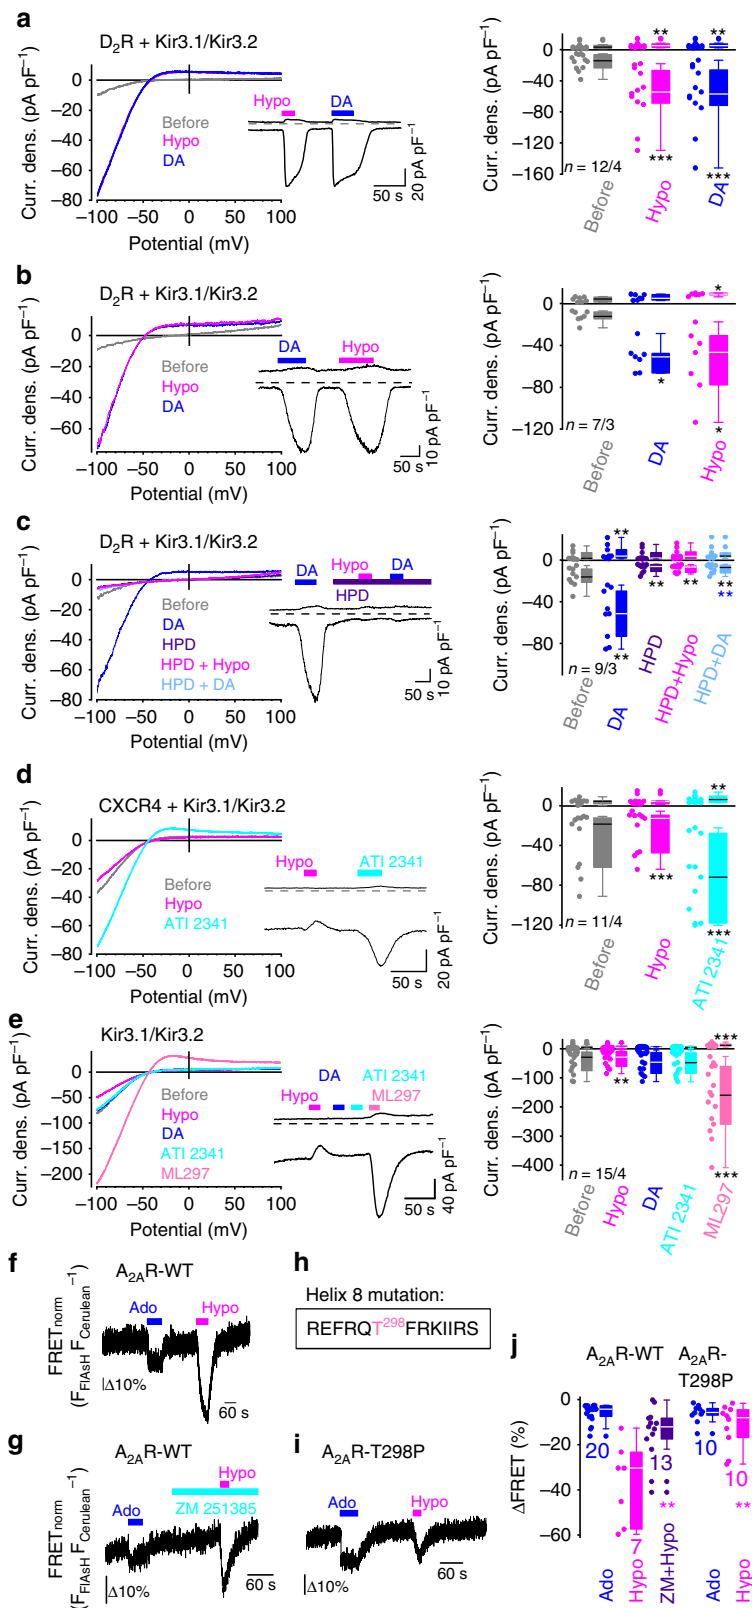 a
D2R + Kir3.1/Kir3.2
Curr. dens. (pA pF−1)
0
−20
−40
−60
−80
−100 −50 0 50 100
Potential (mV)
Before
Hypo
DA
Hypo DA
50 s
20 pA pF−1
Curr. dens. (pA pF−1)
0
−40
−80
−120
−160
** **
*** ***
n = 12/4
Before Hypo DA
b
D2R + Kir3.1/Kir3.2
Curr. dens. (pA pF−1)
0
−20
−40
−60
−100 −50 0 50 100
Potential (mV)
Before
Hypo
DA
DA Hypo
50 s
10 pA pF−1
Curr. dens. (pA pF−1)
0
−40
−80
−120
*
* *
n = 7/3
Before DA Hypo
c
D2R + Kir3.1/Kir3.2
Curr. dens. (pA pF−1)
0
−20
−40
−60
−80
−100 −50 0 50 100
Potential (mV)
Before
DA
HPD
HPD + Hypo
HPD + DA
DA Hypo DA
HPD
50 s
10 pA pF−1
Curr. dens. (pA pF−1)
0
−40
−80
**
** ** **
**
**
n = 9/3
Before DA HPD HPD+Hypo HPD+DA
d
CXCR4 + Kir3.1/Kir3.2
Curr. dens. (pA pF−1)
0
−20
−40
−60
−80
−100 −50 0 50 100
Potential (mV)
Before
Hypo
ATI 2341
Hypo ATI 2341
50 s
20 pA pF−1
Curr. dens. (pA pF−1)
0
−40
−80
−120
**
*** ***
n = 11/4
Before Hypo ATI 2341
e
Kir3.1/Kir3.2
Curr. dens. (pA pF−1)
0
−50
−100
−150
−200
−100 −50 0 50 100
Potential (mV)
Before
Hypo
DA
ATI 2341
ML297
DA ATI 2341
Hypo ML297
50 s
40 pA pF−1
Curr. dens. (pA pF−1)
0
−100
−200
−300
−400
***
**
***
n = 15/4
Before Hypo DA ATI 2341 ML297
f
A2AR-WT
FRETnorm
(FFlAsH FCerulean−1)
Ado Hypo
Δ10%
60 s
h
Helix 8 mutation:
REFRQT298FRKIIRS
g
A2AR-WT
FRETnorm
(FFlAsH FCerulean−1)
Hypo
ZM 251385
Ado
Δ10%
60 s
i
A2AR-T298P
Ado Hypo
Δ10%
60 s
j
A2AR-WT
A2AR-
T298P
ΔFRET (%)
0
−20
−40
−60
20 7 13 10 10
** **
Ado Hypo ZM+Hypo Ado Hypo